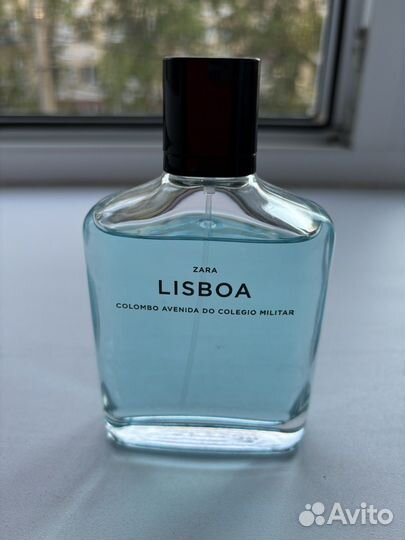 ZARA
LISBOA
COLOMBO AVENIDA DO COLEGIO MILITAR
Avito